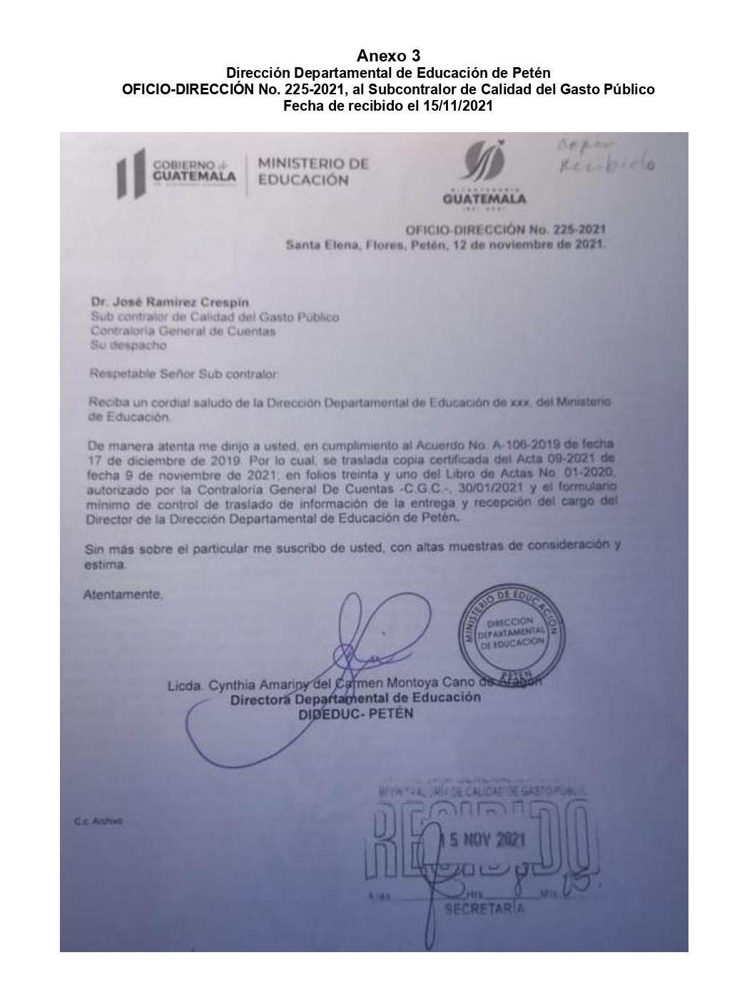 Anexo 3
Dirección Departamental de Educación de Petén
OFICIO-DIRECCIÓN No. 225-2021, al Subcontralor de Calidad del Gasto Público
Fecha de recibido el 15/11/2021
copia
Recibido
GOBIERNO de
GUATEMALA
MINISTERIO DE
EDUCACIÓN
BICENTENARIO
GUATEMALA
OFICIO-DIRECCIÓN No. 225-2021
Santa Elena, Flores, Petén, 12 de noviembre de 2021.
Dr. José Ramirez Crespin
Sub contralor de Calidad del Gasto Público
Contraloría General de Cuentas
Su despacho
Respetable Señor Sub contralor:
Reciba un cordial saludo de la Dirección Departamental de Educación de xxx, del Ministerio
de Educación.
De manera atenta me dirijo a usted, en cumplimiento al Acuerdo No. A-106-2019 de fecha
17 de diciembre de 2019. Por lo cual, se traslada copia certificada del Acta 09-2021 de
fecha 9 de noviembre de 2021, en folios treinta y uno del Libro de Actas No. 01-2020,
autorizado por la Contraloría General De Cuentas -C.G.C.-, 30/01/2021 y el formulario
mínimo de control de traslado de información de la entrega y recepción del cargo del
Director de la Dirección Departamental de Educación de Petén.
Sin más sobre el particular me suscribo de usted, con altas muestras de consideración y
estima.
Atentamente,
MINISTERIO DE EDUCACIÓN
DIRECCIÓN
DEPARTAMENTAL
DE EDUCACIÓN
PETÉN
Licda. Cynthia Amariny del Carmen Montoya Cano de Aragón
Directora Departamental de Educación
DIDEDUC- PETÉN
C.c. Archivo
DE CALIDAD DE GASTO
RECIBIDO
15 NOV 2021
A las Hrs 8 Min 05.
SECRETARÍA